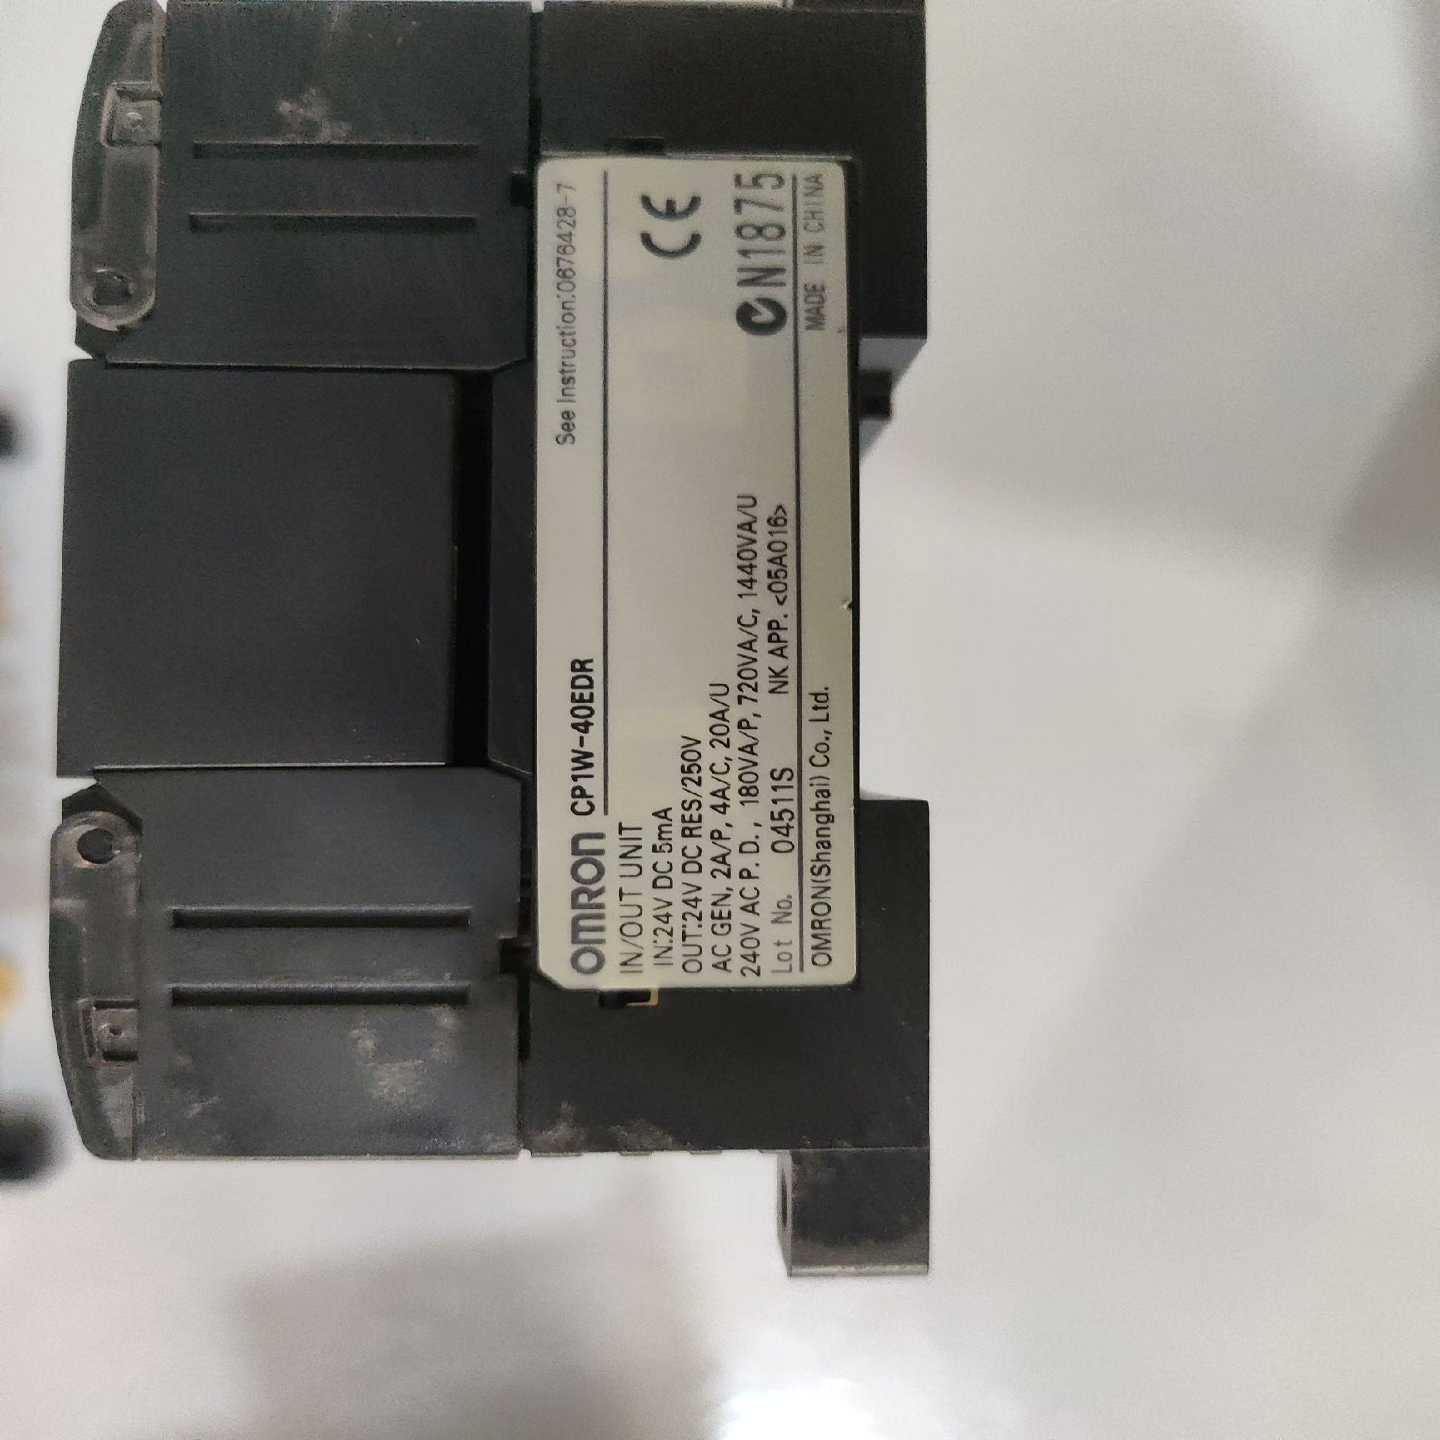 OMRON CP1W-40EDR See Instruction:0676428-7
IN/OUT UNIT
IN:24V DC 5mA
OUT:24V DC RES/250V
AC GEN, 2A/P, 4A/C, 20A/U
240V AC P.D., 180VA/P, 720VA/C, 1440VA/U
Lot No. 04511S NK APP. <05A016>
CE
N1875
OMRON(Shanghai) Co., Ltd. MADE IN CHINA